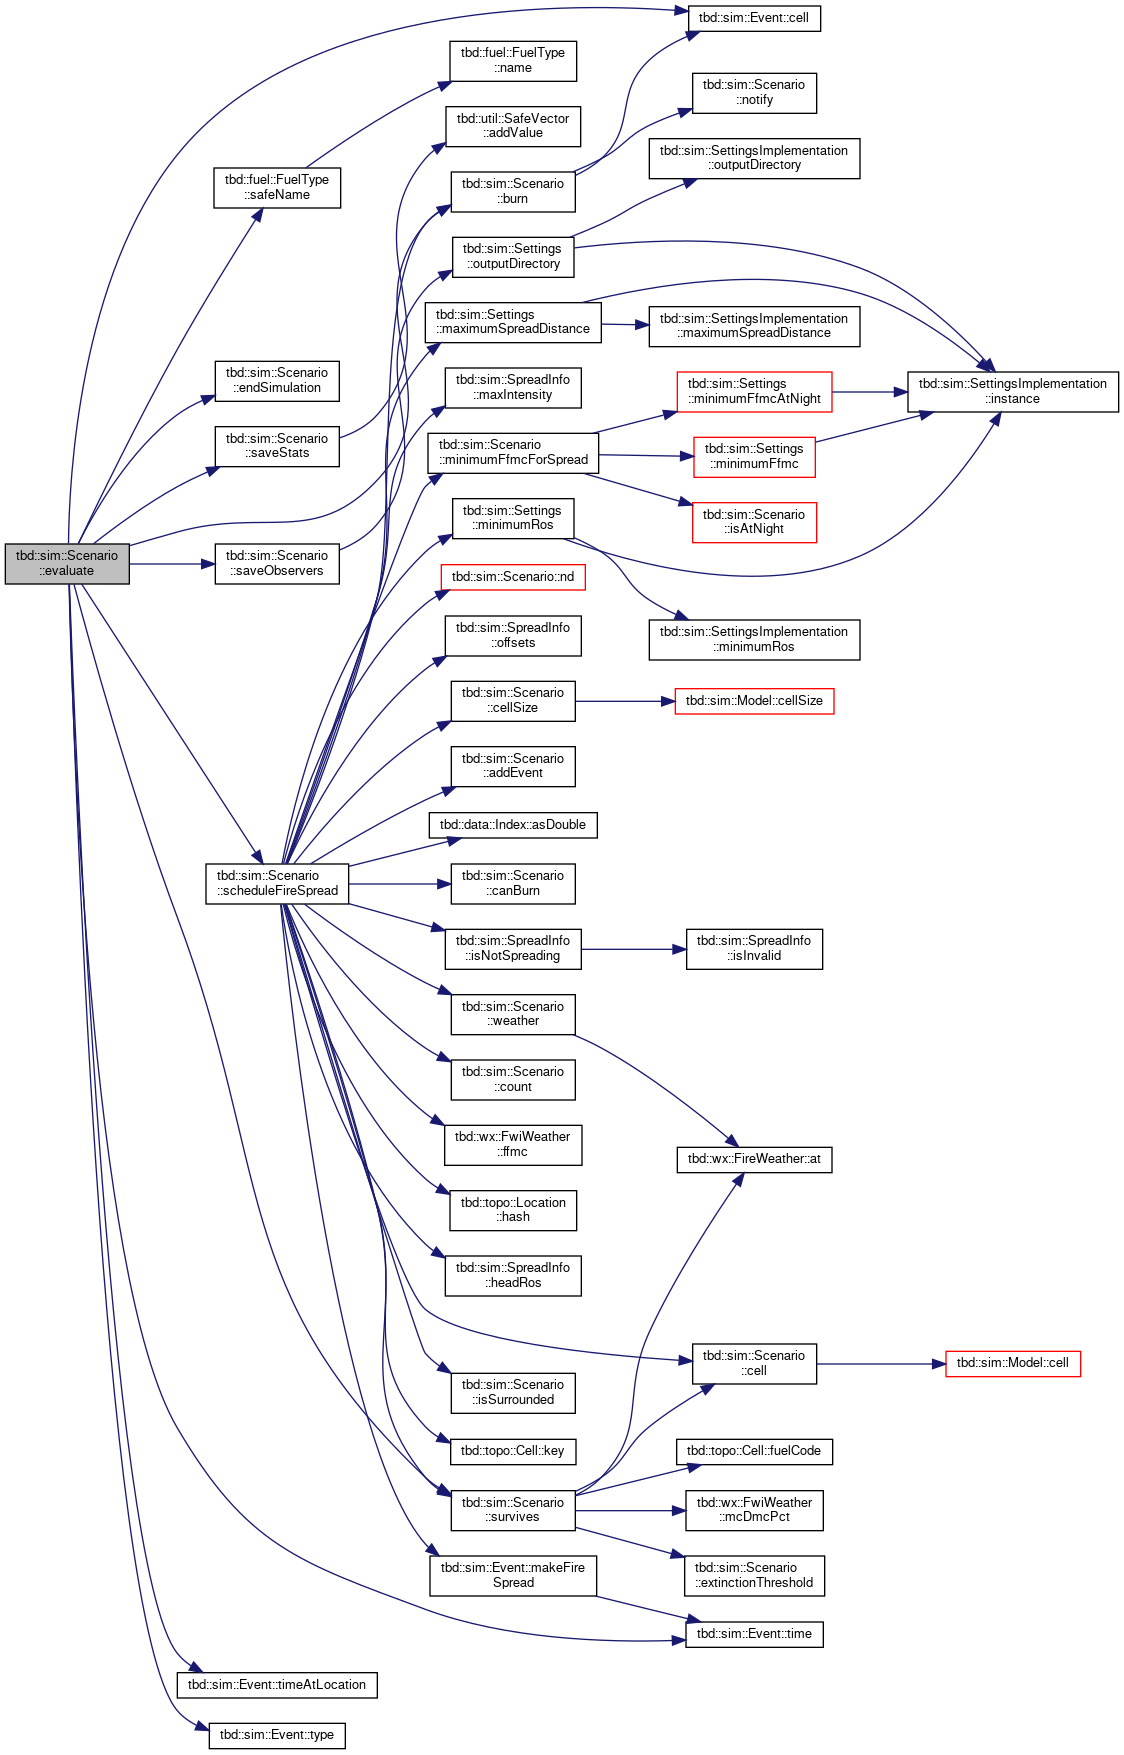 tbd::sim::Event::cell
tbd::fuel::FuelType
::name
tbd::sim::Scenario
::notify
tbd::util::SafeVector
::addValue
tbd::sim::SettingsImplementation
::outputDirectory
tbd::fuel::FuelType
::safeName
tbd::sim::Scenario
::burn
tbd::sim::Settings
::outputDirectory
tbd::sim::Settings
::maximumSpreadDistance
tbd::sim::SettingsImplementation
::maximumSpreadDistance
tbd::sim::Scenario
::endSimulation
tbd::sim::SpreadInfo
::maxIntensity
tbd::sim::Settings
::minimumFfmcAtNight
tbd::sim::SettingsImplementation
::instance
tbd::sim::Scenario
::saveStats
tbd::sim::Scenario
::minimumFfmcForSpread
tbd::sim::Settings
::minimumFfmc
tbd::sim::Settings
::minimumRos
tbd::sim::Scenario
::isAtNight
tbd::sim::Scenario
::evaluate
tbd::sim::Scenario
::saveObservers
tbd::sim::Scenario::nd
tbd::sim::SpreadInfo
::offsets
tbd::sim::SettingsImplementation
::minimumRos
tbd::sim::Scenario
::cellSize
tbd::sim::Model::cellSize
tbd::sim::Scenario
::addEvent
tbd::data::Index::asDouble
tbd::sim::Scenario
::scheduleFireSpread
tbd::sim::Scenario
::canBurn
tbd::sim::SpreadInfo
::isNotSpreading
tbd::sim::SpreadInfo
::isInvalid
tbd::sim::Scenario
::weather
tbd::sim::Scenario
::count
tbd::wx::FwiWeather
::ffmc
tbd::wx::FireWeather::at
tbd::topo::Location
::hash
tbd::sim::SpreadInfo
::headRos
tbd::sim::Scenario
::cell
tbd::sim::Model::cell
tbd::sim::Scenario
::isSurrounded
tbd::topo::Cell::key
tbd::topo::Cell::fuelCode
tbd::sim::Scenario
::survives
tbd::wx::FwiWeather
::mcDmcPct
tbd::sim::Event::makeFire
Spread
tbd::sim::Scenario
::extinctionThreshold
tbd::sim::Event::time
tbd::sim::Event::timeAtLocation
tbd::sim::Event::type